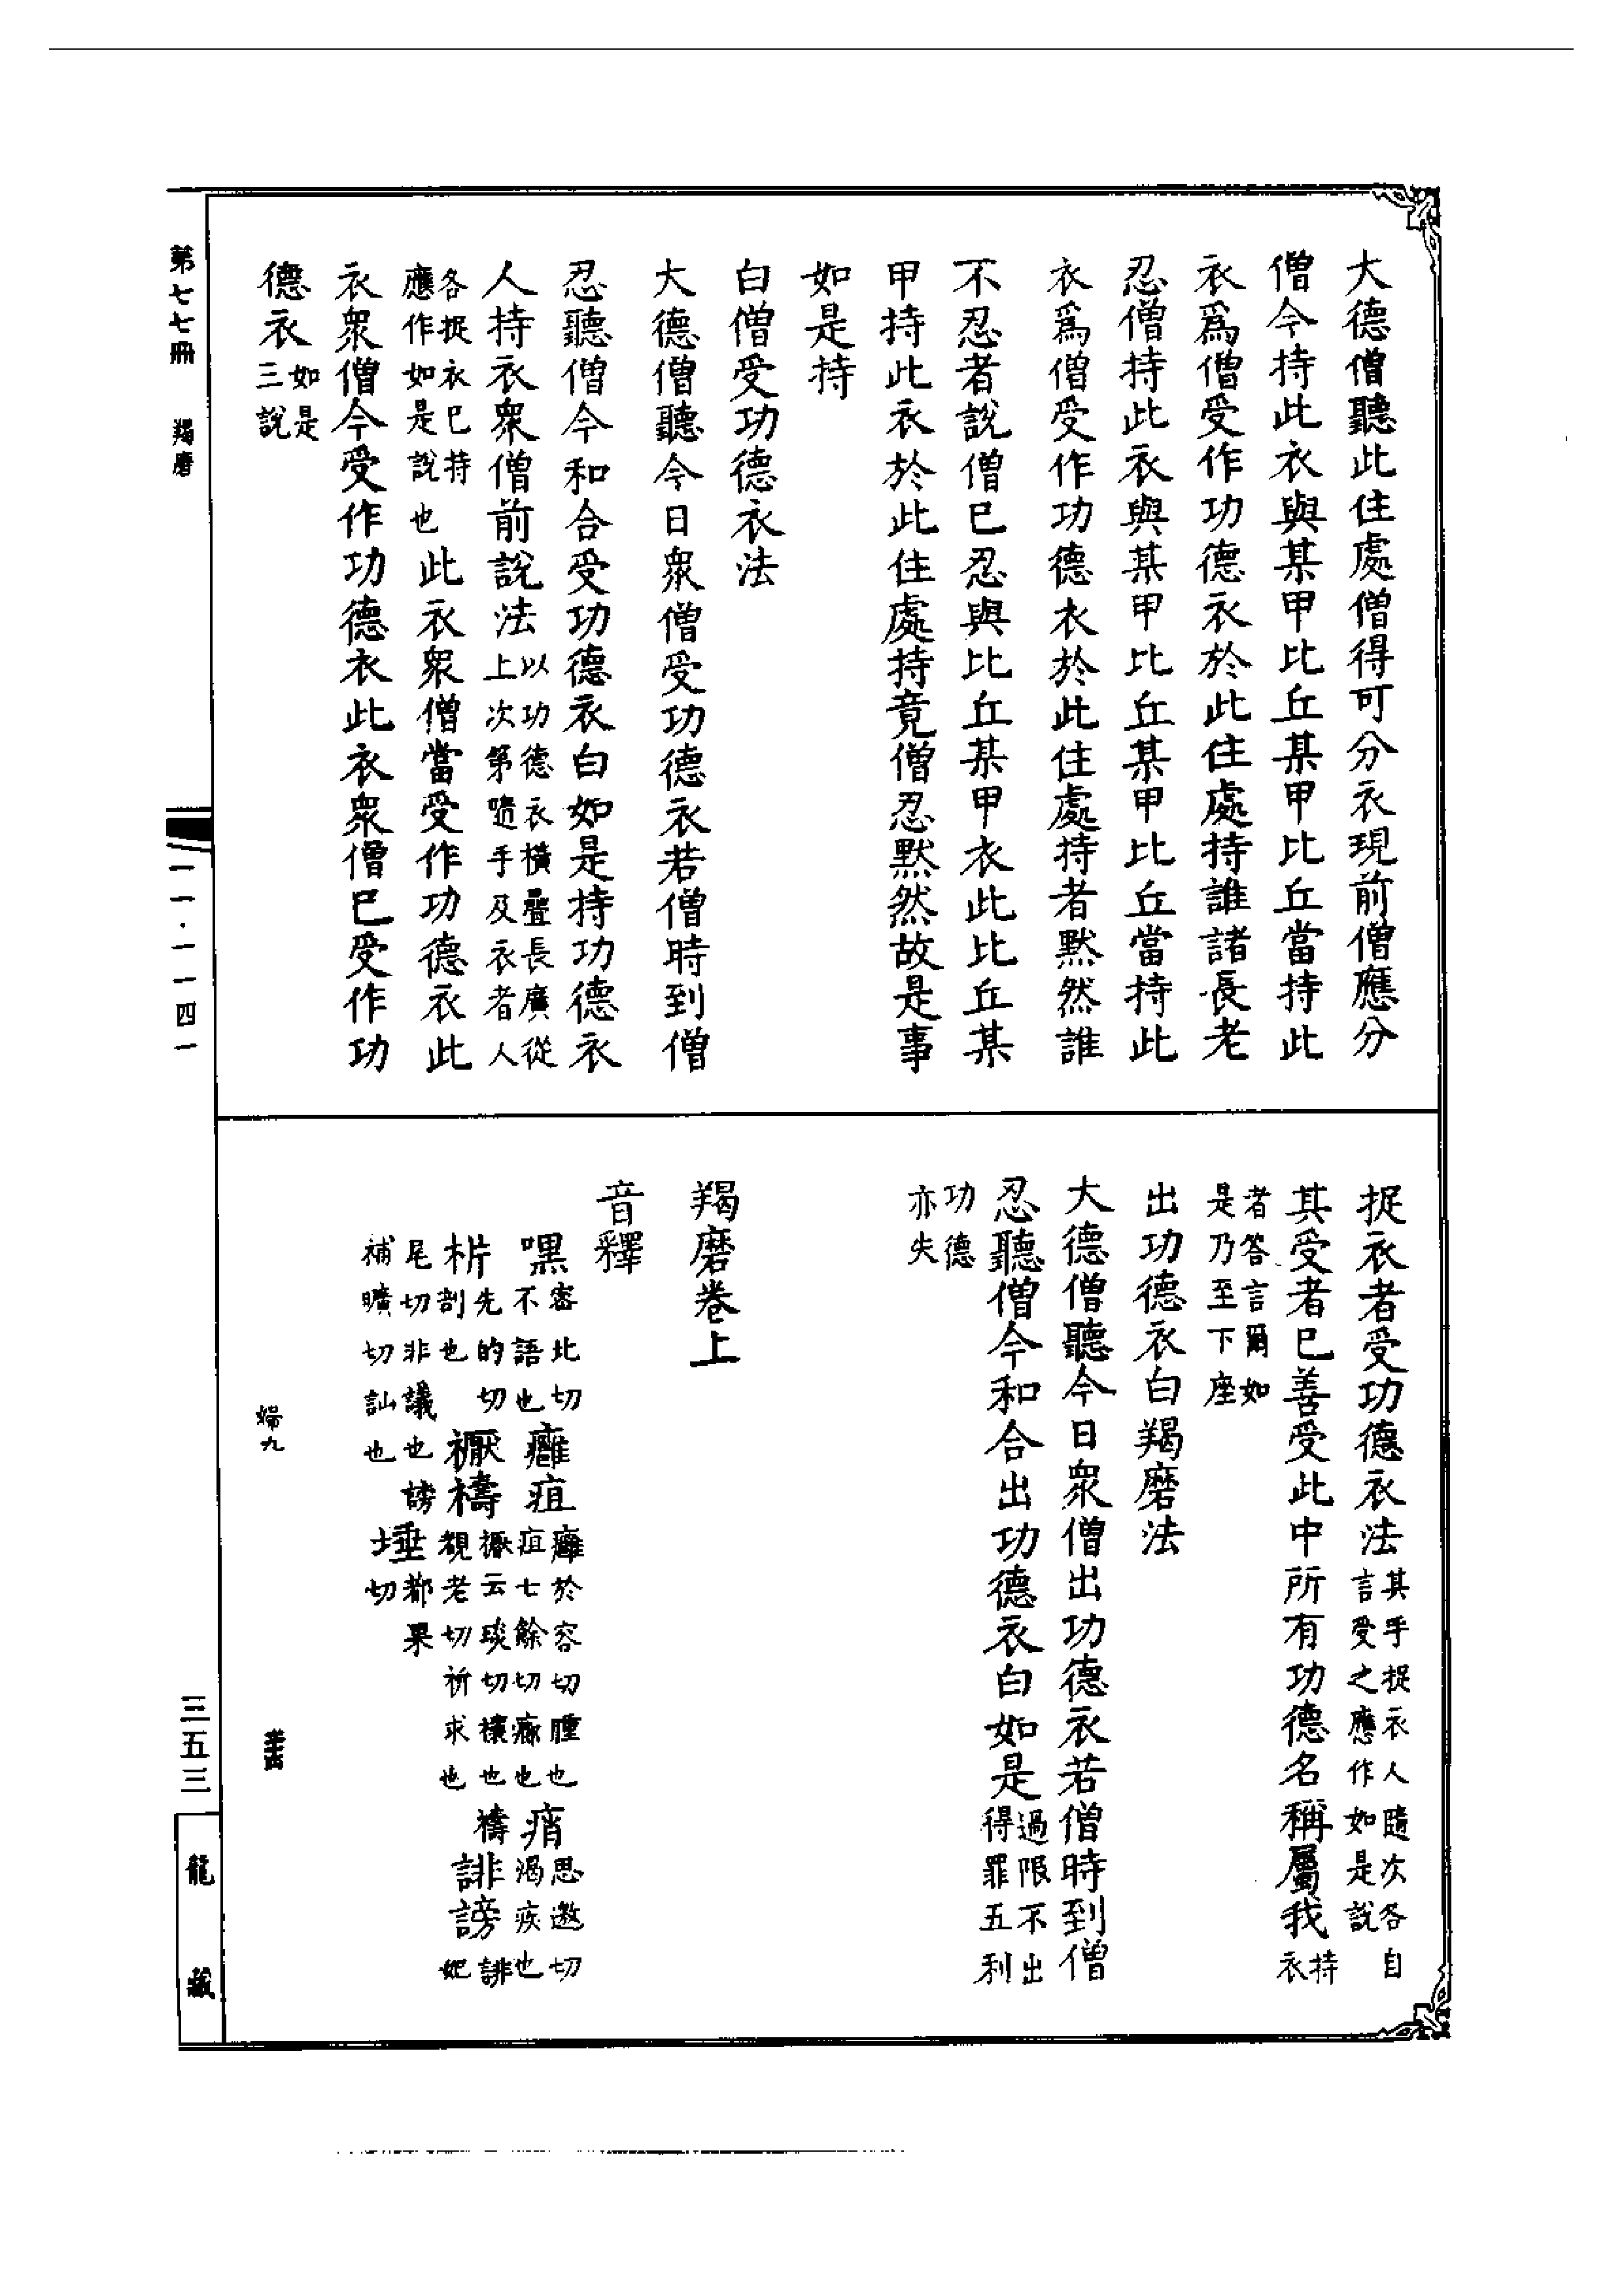 大德僧聽此住處僧得可分衣現前僧應分
僧今持此衣與某甲比丘某甲比丘當持此
衣爲僧受作功德衣於此住處持誰諸長老
忍僧持此衣與某甲比丘某甲比丘當持此
衣爲僧受作功德衣於此住處持者黙然誰
不忍者說僧已忍與比丘某甲衣此比丘某
甲持此衣於此住處持竟僧忍黙然故是事
如是持
白僧受功德衣法
大德僧聽今日衆僧受功德衣若僧時到僧
忍聽僧今和合受功德衣白如是持功德衣
人持衣衆僧前說法以功德衣橫疊長廣從上次第隨手及衣者人
各捉衣已持應作如是說也此衣衆僧當受作功德衣此
衣衆僧今受作功德衣此衣衆僧已受作功
德衣如是三說
捉衣者受功德衣法其手捉衣人隨次各自言受之應作如是說
其受者已善受此中所有功德名稱屬我持衣
者答言爾如是乃至下座
出功德衣白羯磨法
大德僧聽今日衆僧出功德衣若僧時到僧
忍聽僧今和合出功德衣白如是過限不出得罪五利
功德亦失
羯磨卷上
音釋
嘿密北切不語也癰疽癰於容切腫也疽七餘切瘀也痟思邀切渴疾也
析先的切剖也禳禱禳云琰切禳也禱覩老切祈求也誹謗誹妃
尾切非議也謗補曠切訕也埵都果切
第七七冊 羯磨
一一·一一四一
婦九
三五三
龍藏